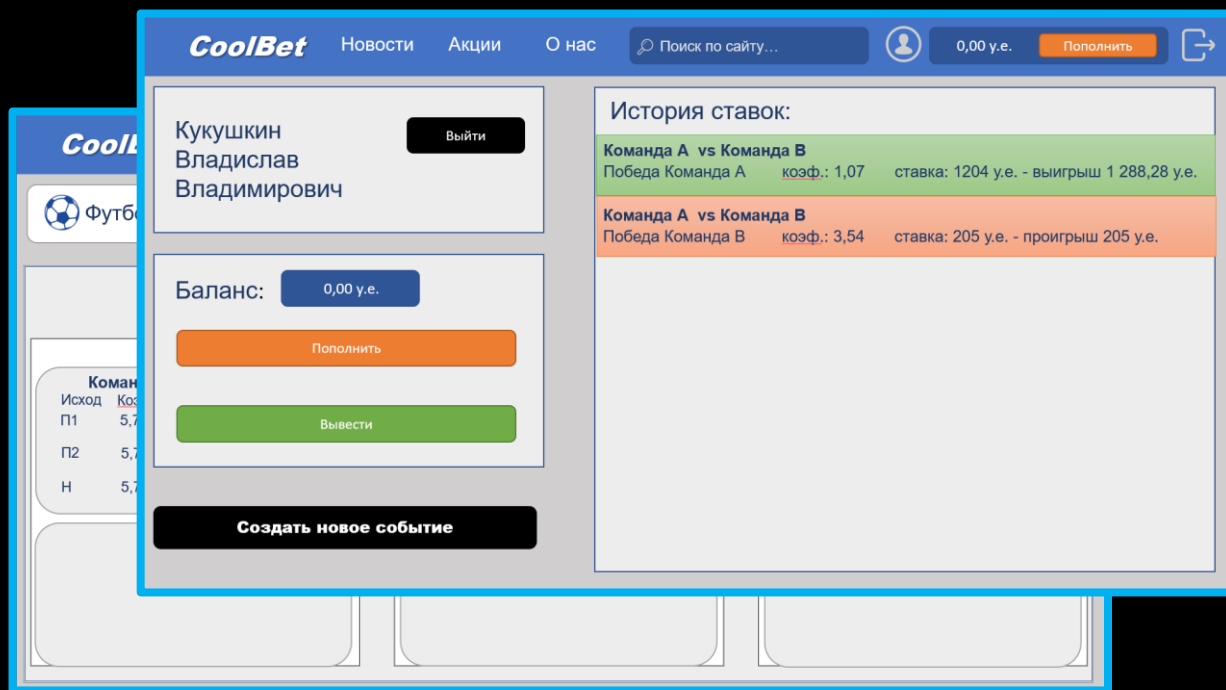 CoolBet Новости Акции О нас Поиск по сайту... 0,00 у.е. Пополнить
Кукушкин
Владислав
Владимирович
Выйти
Баланс: 0,00 у.е.
Пополнить
Вывести
Создать новое событие
История ставок:
Команда А vs Команда В
Победа Команда А коэф.: 1,07 ставка: 1204 у.е. - выигрыш 1 288,28 у.е.
Команда А vs Команда В
Победа Команда В коэф.: 3,54 ставка: 205 у.е. - проигрыш 205 у.е.
Исход
П1
П2
Н